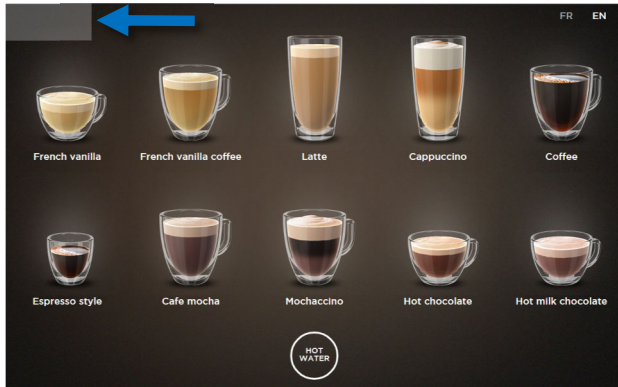 FR EN
French vanilla
French vanilla coffee
Latte
Cappuccino
Coffee
Espresso style
Cafe mocha
Mochaccino
Hot chocolate
Hot milk chocolate
HOT
WATER